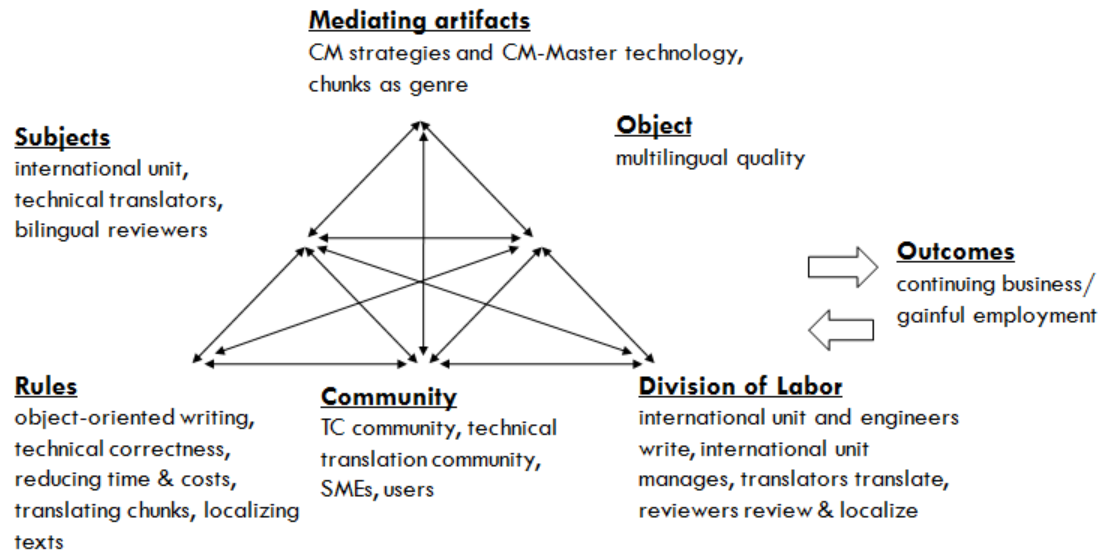 Mediating artifacts
CM strategies and CM-Master technology,
chunks as genre
Subjects
international unit,
technical translators,
bilingual reviewers
Object
multilingual quality
Outcomes
continuing business/
gainful employment
Rules
object-oriented writing,
technical correctness,
reducing time & costs,
translating chunks, localizing
texts
Community
TC community, technical
translation community,
SMEs, users
Division of Labor
international unit and engineers
write, international unit
manages, translators translate,
reviewers review & localize